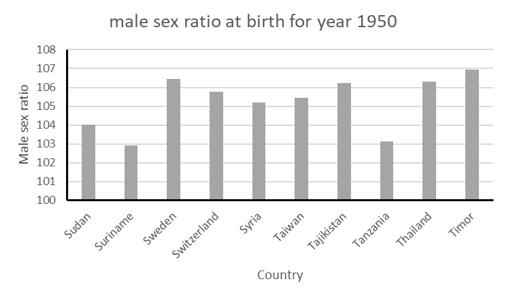 male sex ratio at birth for year 1950
Male sex ratio
108
107
106
105
104
103
102
101
100
Sudan
Suriname
Sweden
Switzerland
Syria
Taiwan
Tajikistan
Tanzania
Thailand
Timor
Country